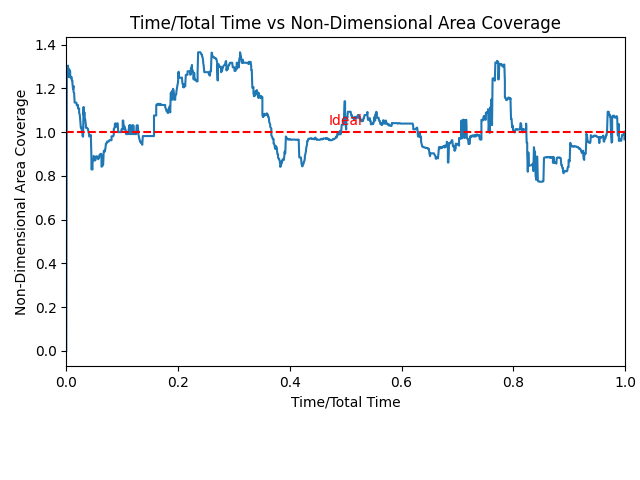 Time/Total Time vs Non-Dimensional Area Coverage
Non-Dimensional Area Coverage
1.4
1.2
1.0
0.8
0.6
0.4
0.2
0.0
Ideal
0.0 0.2 0.4 0.6 0.8 1.0
Time/Total Time